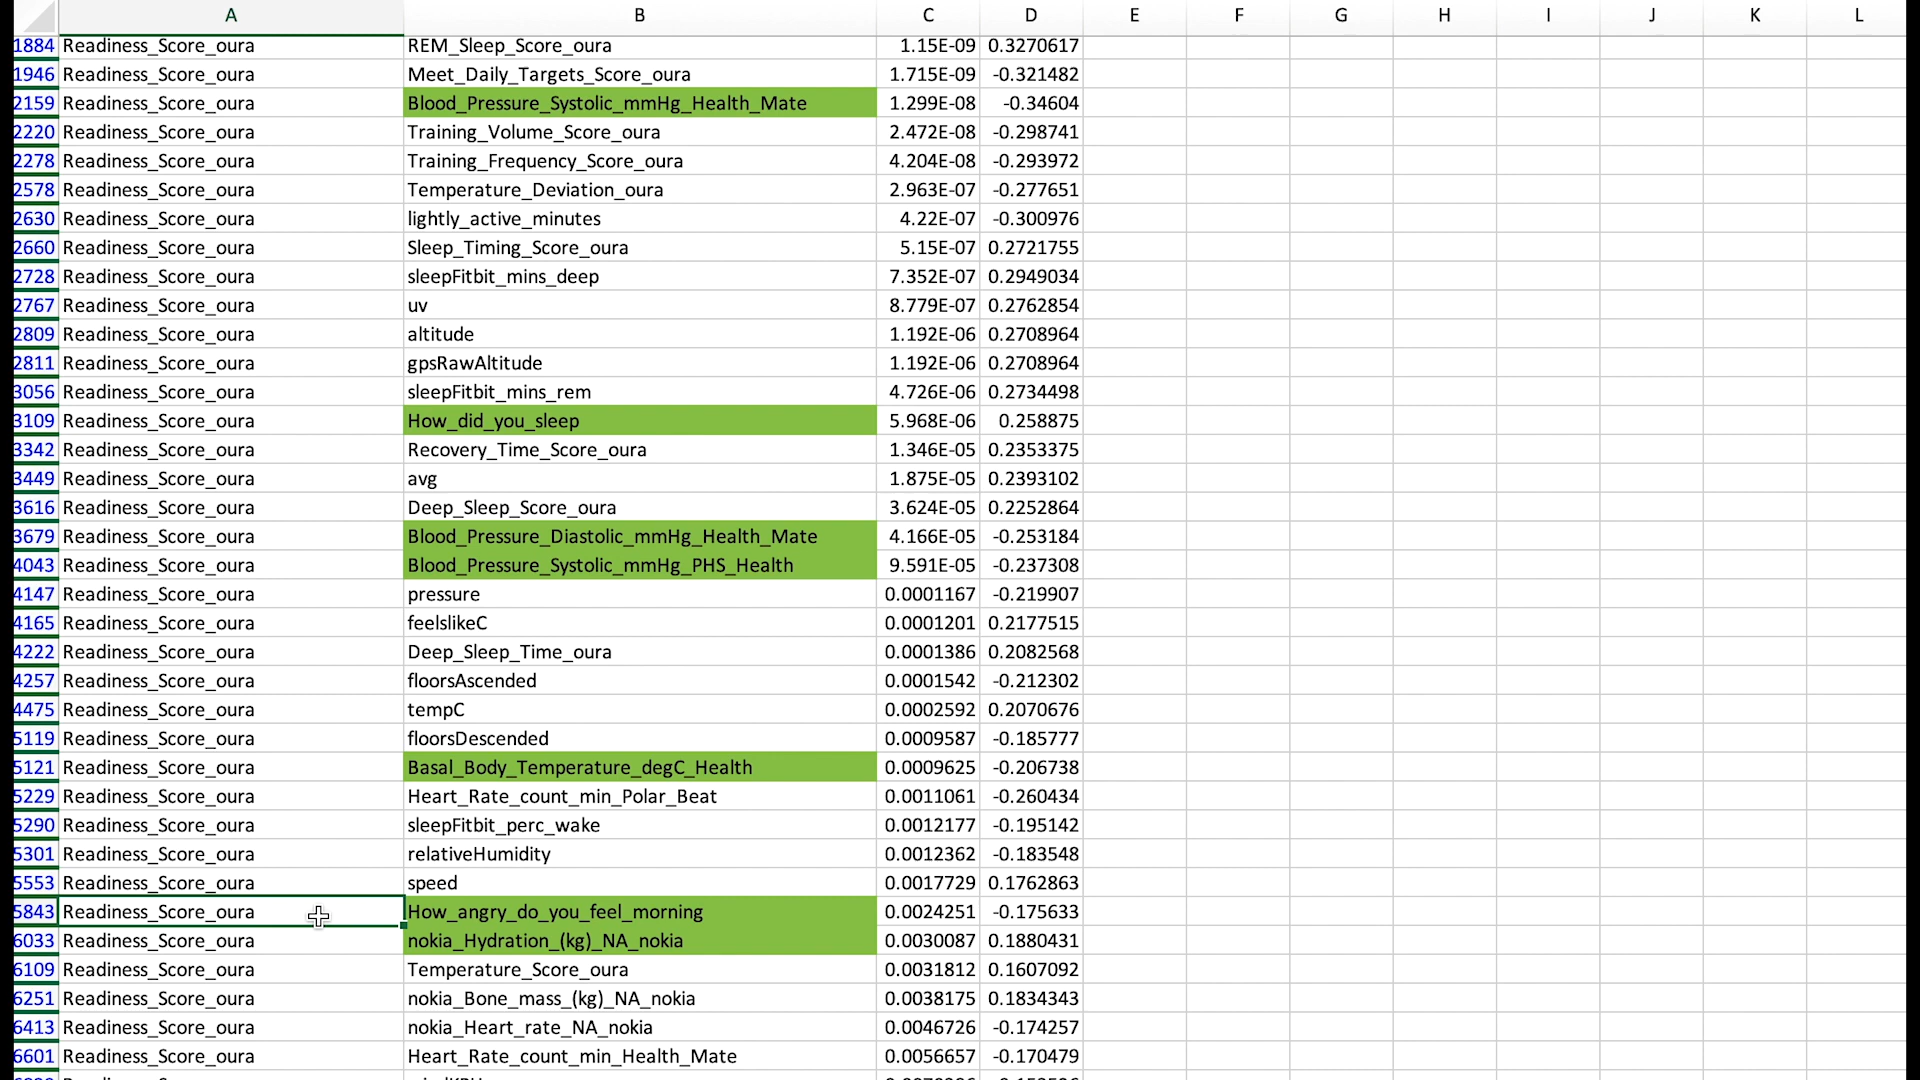 A B C D E F G H I J K L
1884 Readiness_Score_oura REM_Sleep_Score_oura 1.15E-09 0.3270617
1946 Readiness_Score_oura Meet_Daily_Targets_Score_oura 1.715E-09 -0.321482
2159 Readiness_Score_oura Blood_Pressure_Systolic_mmHg_Health_Mate 1.299E-08 -0.34604
2220 Readiness_Score_oura Training_Volume_Score_oura 2.472E-08 -0.298741
2278 Readiness_Score_oura Training_Frequency_Score_oura 4.204E-08 -0.293972
2578 Readiness_Score_oura Temperature_Deviation_oura 2.963E-07 -0.277651
2630 Readiness_Score_oura lightly_active_minutes 4.22E-07 -0.300976
2660 Readiness_Score_oura Sleep_Timing_Score_oura 5.15E-07 0.2721755
2728 Readiness_Score_oura sleepFitbit_mins_deep 7.352E-07 0.2949034
2767 Readiness_Score_oura uv 8.779E-07 0.2762854
2809 Readiness_Score_oura altitude 1.192E-06 0.2708964
2811 Readiness_Score_oura gpsRawAltitude 1.192E-06 0.2708964
3056 Readiness_Score_oura sleepFitbit_mins_rem 4.726E-06 0.2734498
3109 Readiness_Score_oura How_did_you_sleep 5.968E-06 0.258875
3342 Readiness_Score_oura Recovery_Time_Score_oura 1.346E-05 0.2353375
3449 Readiness_Score_oura avg 1.875E-05 0.2393102
3616 Readiness_Score_oura Deep_Sleep_Score_oura 3.624E-05 0.2252864
3679 Readiness_Score_oura Blood_Pressure_Diastolic_mmHg_Health_Mate 4.166E-05 -0.253184
4043 Readiness_Score_oura Blood_Pressure_Systolic_mmHg_PHS_Health 9.591E-05 -0.237308
4147 Readiness_Score_oura pressure 0.0001167 -0.219907
4165 Readiness_Score_oura feelslikeC 0.0001201 0.2177515
4222 Readiness_Score_oura Deep_Sleep_Time_oura 0.0001386 0.2082568
4257 Readiness_Score_oura floorsAscended 0.0001542 -0.212302
4475 Readiness_Score_oura tempC 0.0002592 0.2070676
5119 Readiness_Score_oura floorsDescended 0.0009587 -0.185777
5121 Readiness_Score_oura Basal_Body_Temperature_degC_Health 0.0009625 -0.206738
5229 Readiness_Score_oura Heart_Rate_count_min_Polar_Beat 0.0011061 -0.260434
5290 Readiness_Score_oura sleepFitbit_perc_wake 0.0012177 -0.195142
5301 Readiness_Score_oura relativeHumidity 0.0012362 -0.183548
5553 Readiness_Score_oura speed 0.0017729 0.1762863
5843 Readiness_Score_oura How_angry_do_you_feel_morning 0.0024251 -0.175633
6033 Readiness_Score_oura nokia_Hydration_(kg)_NA_nokia 0.0030087 0.1880431
6109 Readiness_Score_oura Temperature_Score_oura 0.0031812 0.1607092
6251 Readiness_Score_oura nokia_Bone_mass_(kg)_NA_nokia 0.0038175 0.1834343
6413 Readiness_Score_oura nokia_Heart_rate_NA_nokia 0.0046726 -0.174257
6601 Readiness_Score_oura Heart_Rate_count_min_Health_Mate 0.0056657 -0.170479